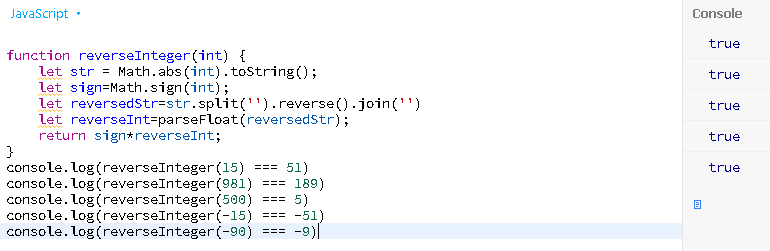 JavaScript
Console
function reverseInteger(int) {
    let str = Math.abs(int).toString();
    let sign=Math.sign(int);
    let reversedStr=str.split('').reverse().join('')
    let reverseInt=parseFloat(reversedStr);
    return sign*reverseInt;
}
console.log(reverseInteger(15) === 51)
console.log(reverseInteger(981) === 189)
console.log(reverseInteger(500) === 5)
console.log(reverseInteger(-15) === -51)
console.log(reverseInteger(-90) === -9)
true
true
true
true
true